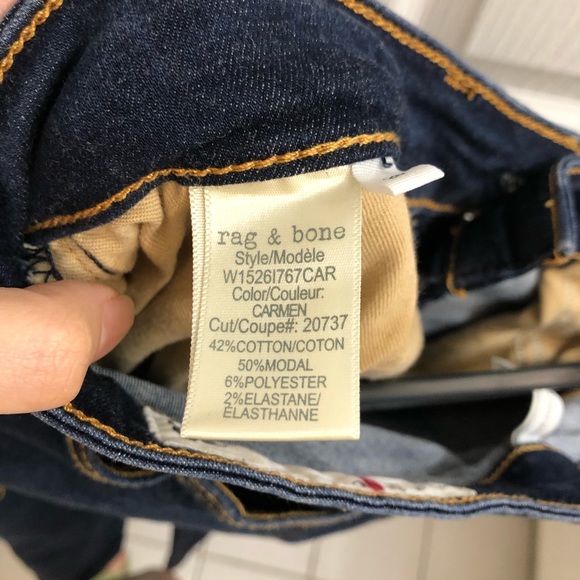 rag & bone
Style/Modèle
W1526I767CAR
Color/Couleur:
CARMEN
Cut/Coupe#: 20737
42%COTTON/COTON
50%MODAL
6%POLYESTER
2%ELASTANE/
ÉLASTHANNE